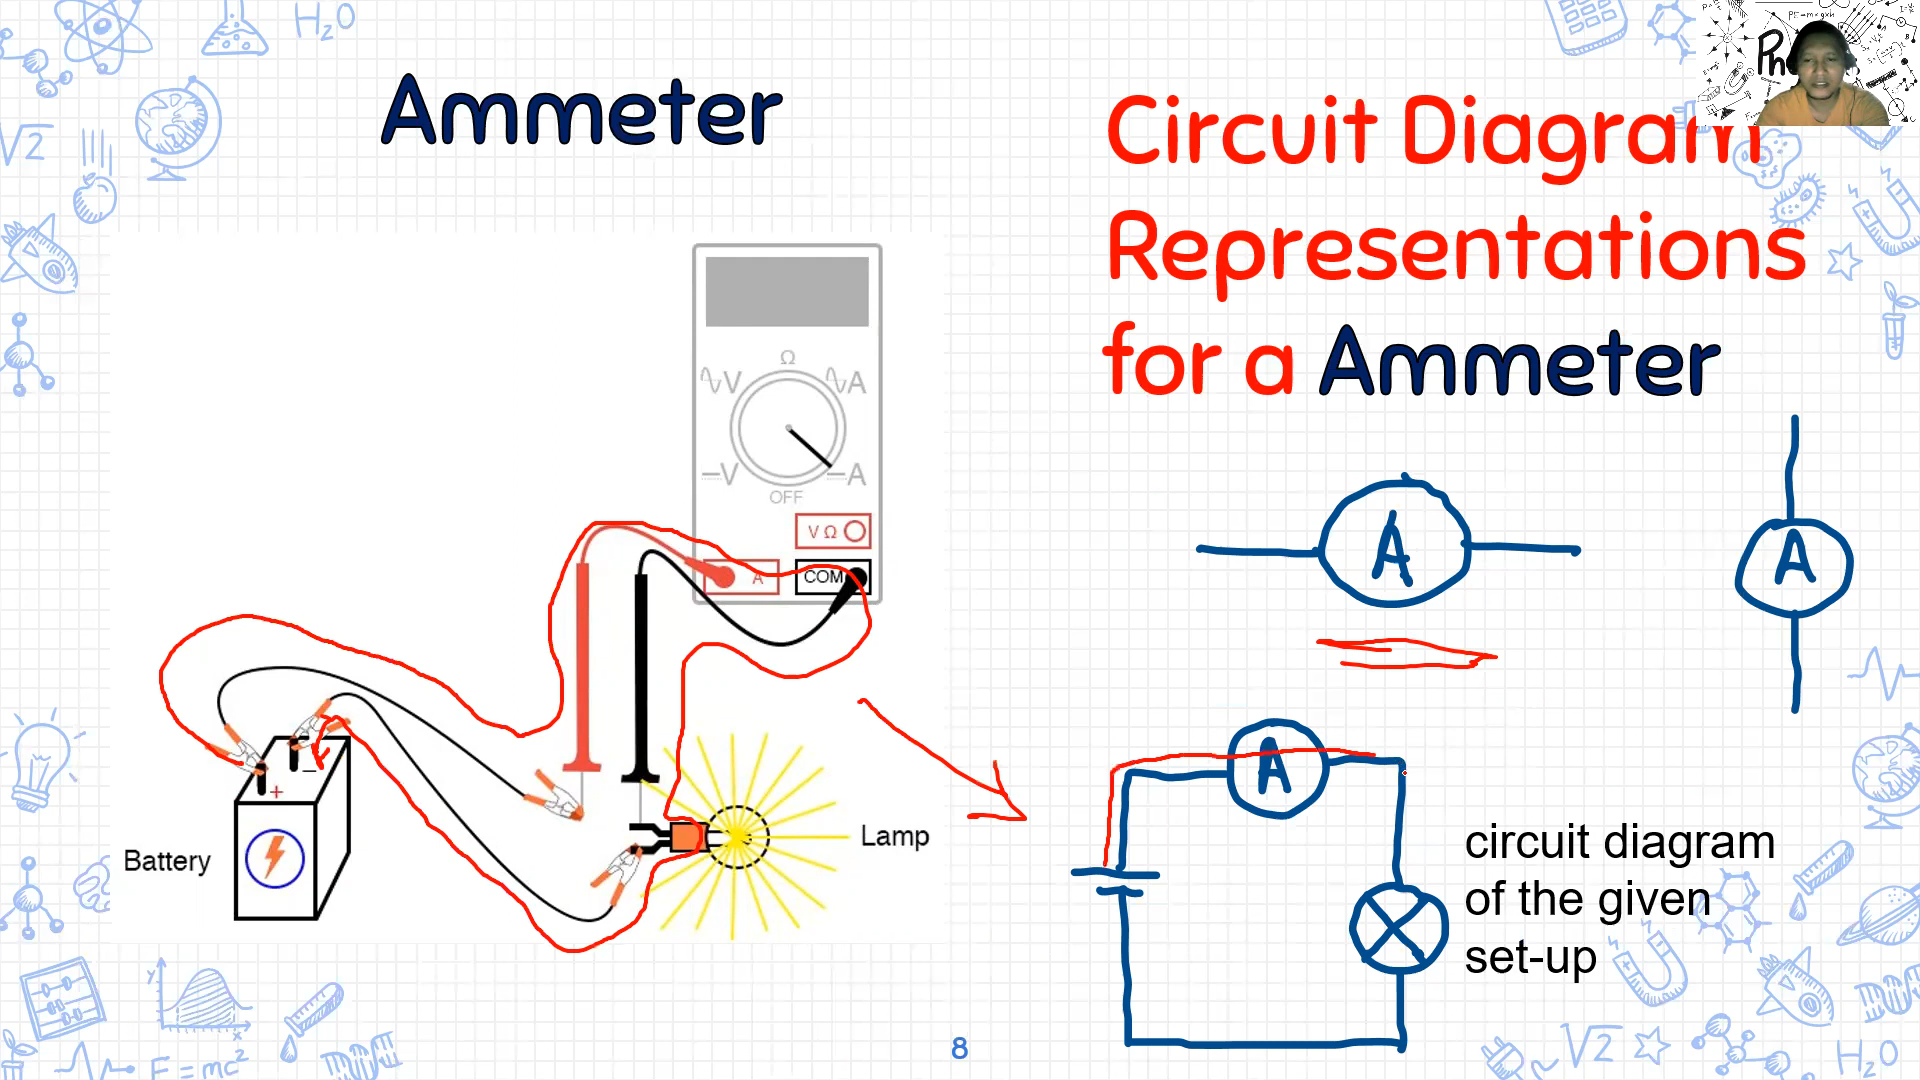 Ammeter
Ω
V
A
V
A
OFF
V Ω
A
COM
+
−
Battery
Lamp
Circuit Diagram
Representations
for a Ammeter
A
A
A
circuit diagram
of the given
set-up
8
H₂O
√2
F = mc²
√2
H₂O
y
x